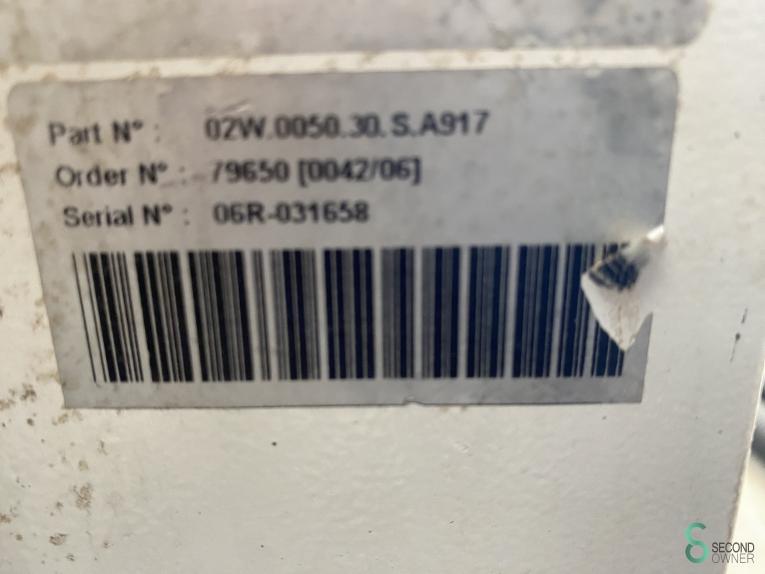 Part N° : 02W.0050.30.S.A917
Order N° : 79650 [0042/06]
Serial N° : 06R-031658
SECOND
OWNER